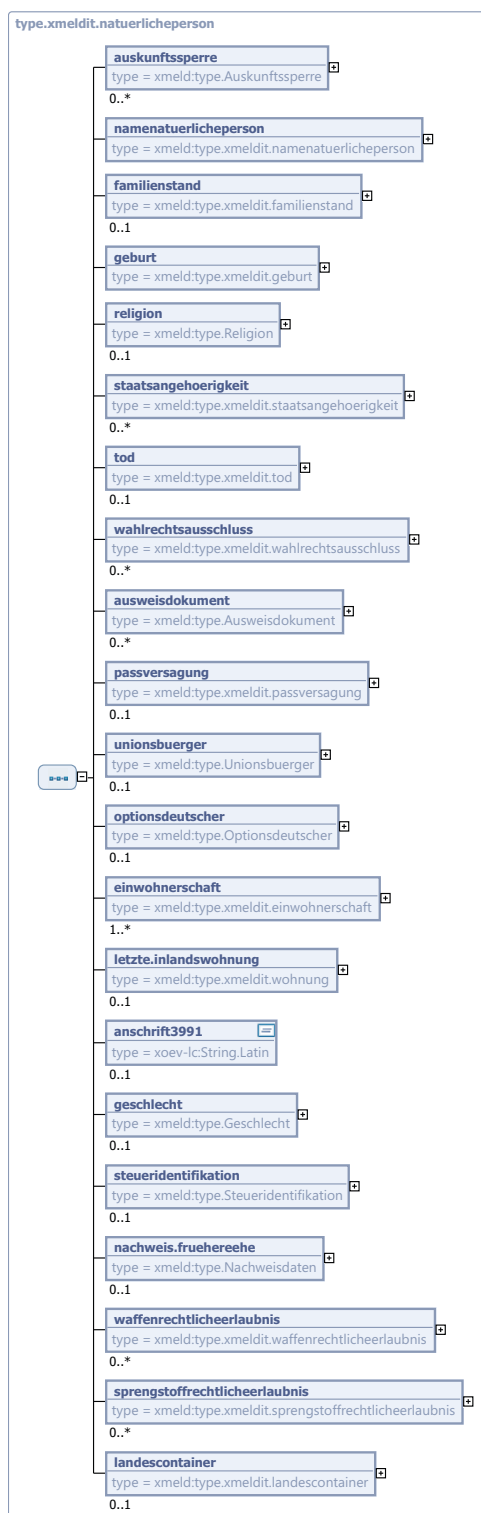 type.xmeldit.natuerlicheperson
auskunftssperre
type = xmeld:type.Auskunftssperre
0..*
namenatuerlicheperson
type = xmeld:type.xmeldit.namenatuerlicheperson
familienstand
type = xmeld:type.xmeldit.familienstand
0..1
geburt
type = xmeld:type.xmeldit.geburt
religion
type = xmeld:type.Religion
0..1
staatsangehoerigkeit
type = xmeld:type.xmeldit.staatsangehoerigkeit
0..*
tod
type = xmeld:type.xmeldit.tod
0..1
wahlrechtsausschluss
type = xmeld:type.xmeldit.wahlrechtsausschluss
0..*
ausweisdokument
type = xmeld:type.Ausweisdokument
0..*
passversagung
type = xmeld:type.xmeldit.passversagung
0..1
unionsbuerger
type = xmeld:type.Unionsbuerger
0..1
optionsdeutscher
type = xmeld:type.Optionsdeutscher
0..1
einwohnerschaft
type = xmeld:type.xmeldit.einwohnerschaft
1..*
letzte.inlandswohnung
type = xmeld:type.xmeldit.wohnung
0..1
anschrift3991
type = xoev-lc:String.Latin
0..1
geschlecht
type = xmeld:type.Geschlecht
0..1
steueridentifikation
type = xmeld:type.Steueridentifikation
0..1
nachweis.fruehereehe
type = xmeld:type.Nachweisdaten
0..1
waffenrechtlicheerlaubnis
type = xmeld:type.xmeldit.waffenrechtlicheerlaubnis
0..*
sprengstoffrechtlicheerlaubnis
type = xmeld:type.xmeldit.sprengstoffrechtlicheerlaubnis
0..*
landescontainer
type = xmeld:type.xmeldit.landescontainer
0..1